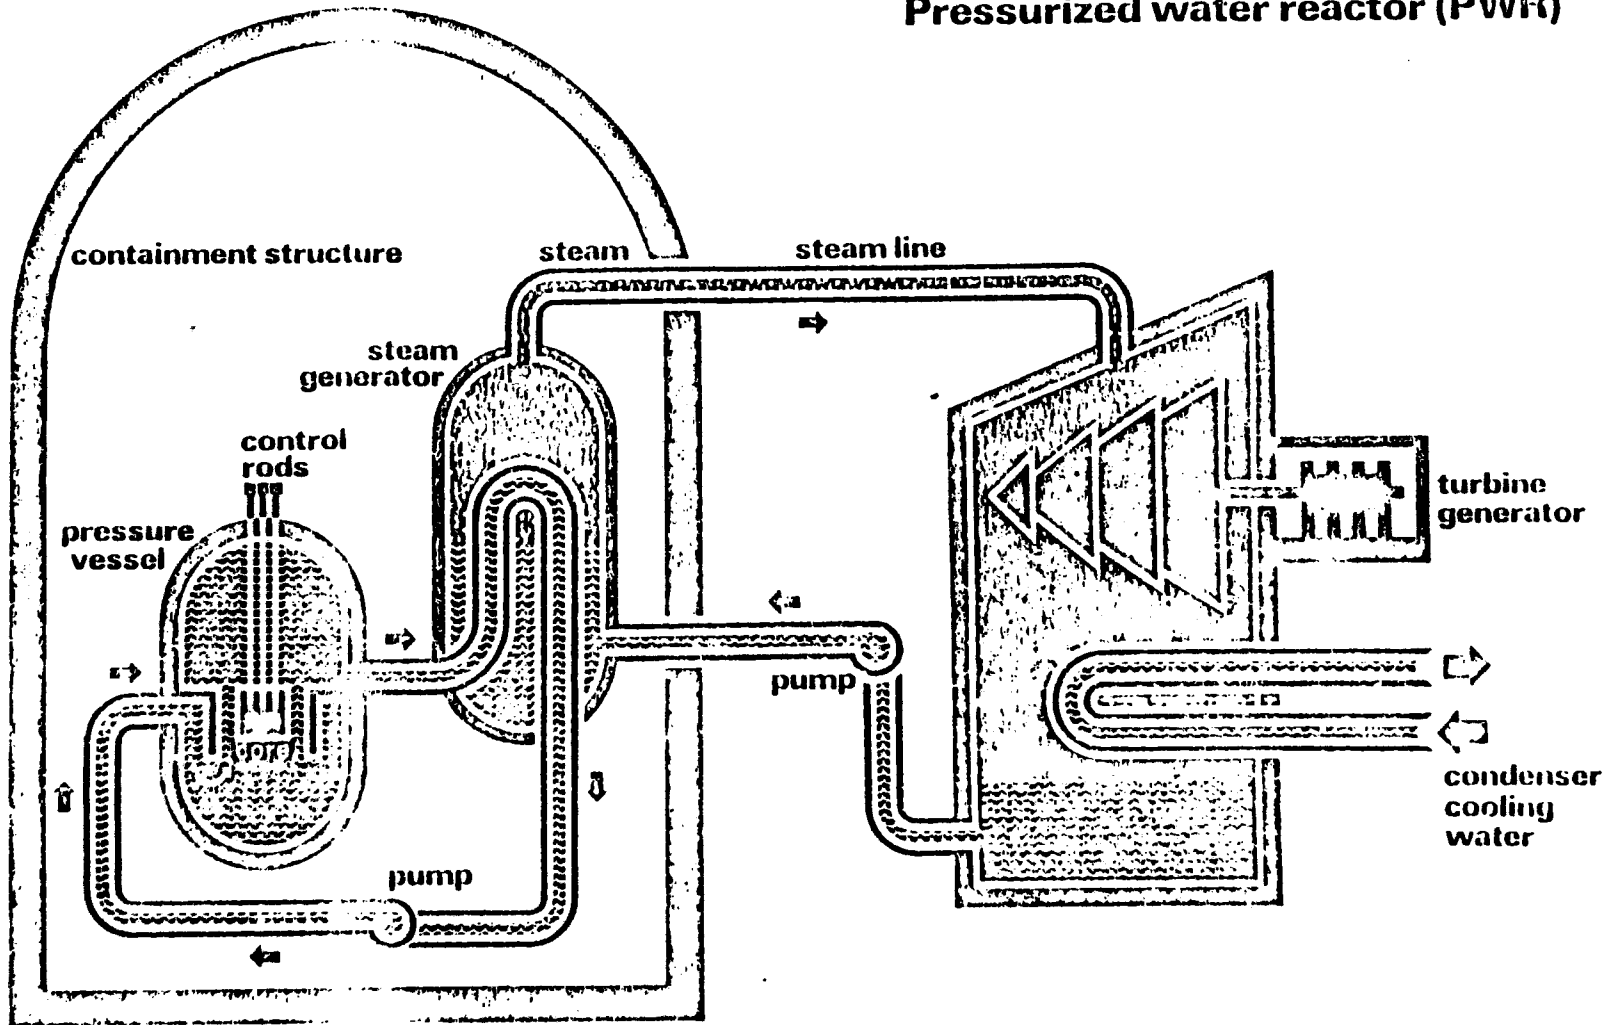 Pressurized water reactor (PWR)
containment structure
steam
steam line
steam
generator
control
rods
pressure
vessel
core
turbine
generator
pump
condenser
cooling
water
pump